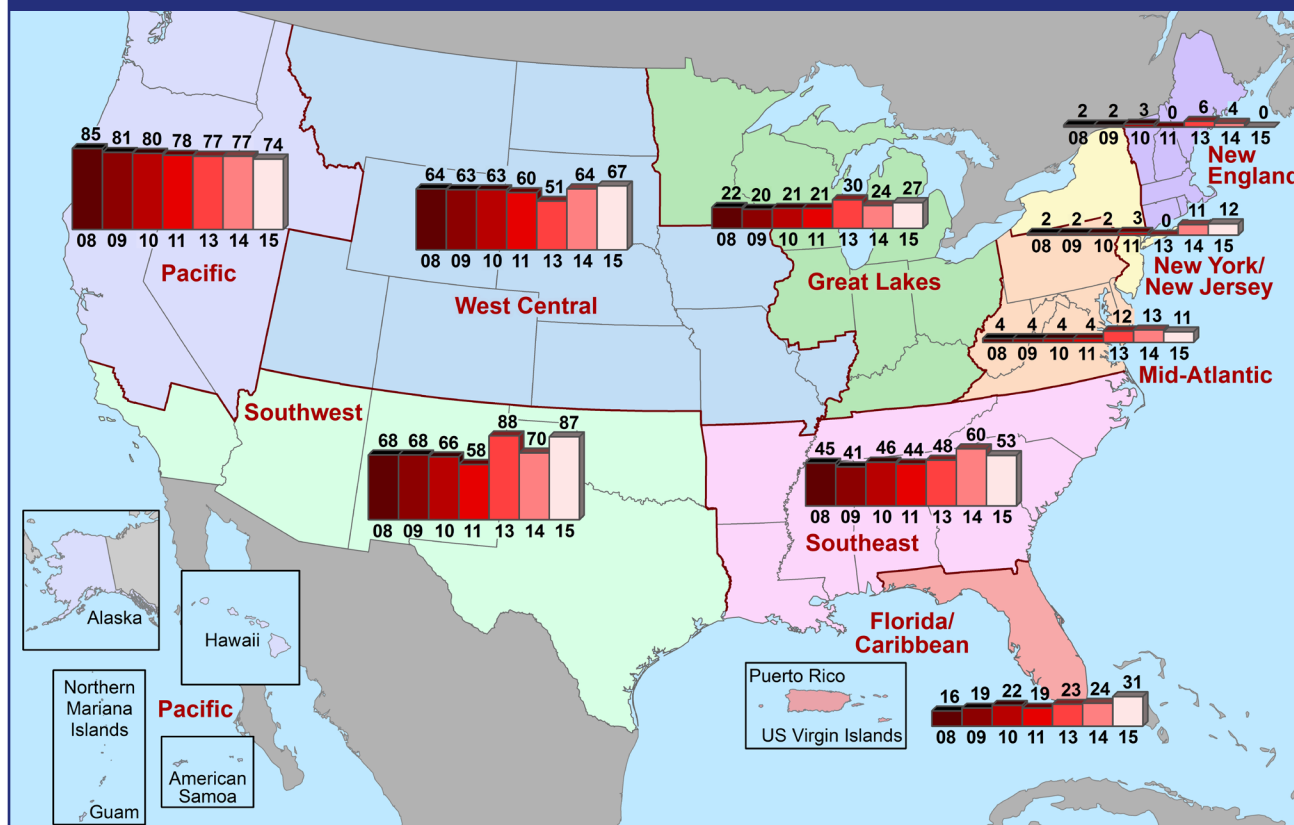 85 81 80 78 77 77 74
08 09 10 11 13 14 15
Pacific
64 63 63 60 51 64 67
08 09 10 11 13 14 15
West Central
22 20 21 21 30 24 27
08 09 10 11 13 14 15
Great Lakes
2 2 3 0 6 4 0
08 09 10 11 13 14 15
New
England
2 2 2 3 0 11 12
08 09 10 11 13 14 15
New York/
New Jersey
4 4 4 4 12 13 11
08 09 10 11 13 14 15
Mid-Atlantic
Southwest
68 68 66 58 88 70 87
08 09 10 11 13 14 15
45 41 46 44 48 60 53
08 09 10 11 13 14 15
Southeast
Florida/
Caribbean
16 19 22 19 23 24 31
08 09 10 11 13 14 15
Puerto Rico
US Virgin Islands
Alaska
Hawaii
Northern
Mariana
Islands
Guam
Pacific
American
Samoa